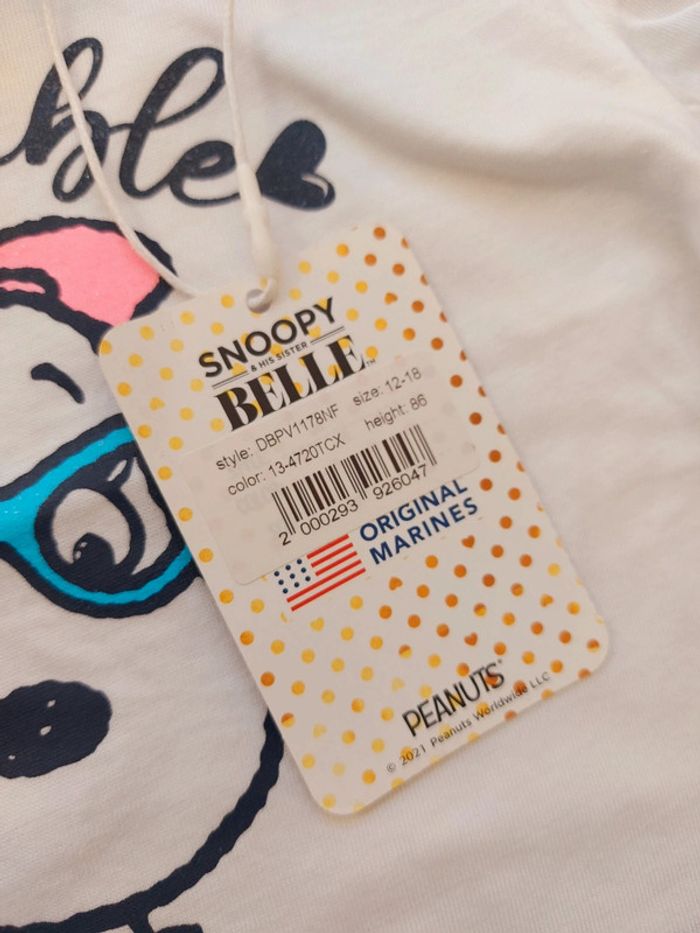 ble
SNOOPY
& HIS SISTER
BELLE™
style: DBPV1178NF size: 12-18
color: 13-4720TCX height: 86
2 000293 926047
ORIGINAL
MARINES
PEANUTS®
© 2021 Peanuts Worldwide LLC